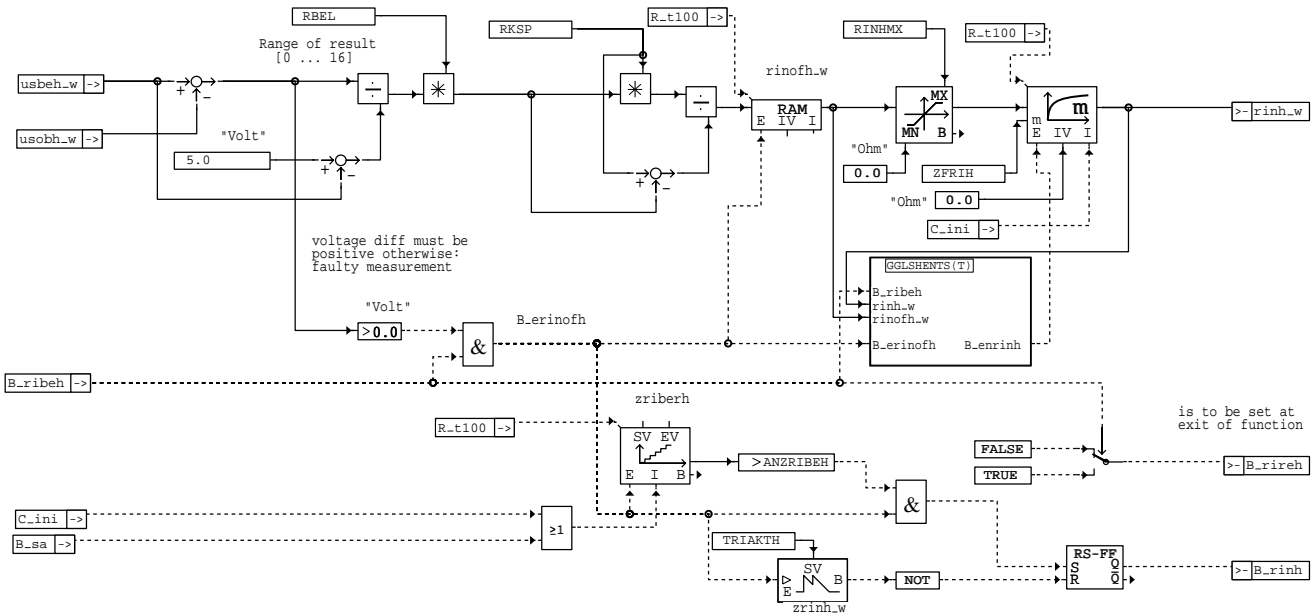 RBEL
RKSP
R_t100 ->
RINHMX
R_t100 ->
Range of result
[0 ... 16]
rinofh_w
usbeh_w ->
+
−
÷
*
*
÷
RAM
E IV I
MX
MN B
m
m
E IV I
>- rinh_w
usobh_w ->
"Volt"
5.0
+
−
+
−
"Ohm"
0.0
ZFRIH
"Ohm"
0.0
C_ini ->
voltage diff must be
positive otherwise:
faulty measurement
GGLSHENTS(T)
B_ribeh
rinh_w
rinofh_w
B_erinofh
B_enrinh
"Volt"
>0.0
&
B_erinofh
B_ribeh ->
zriberh
R_t100 ->
SV EV
E I B
>ANZRIBEH
is to be set at
exit of function
FALSE
TRUE
>- B_rireh
&
C_ini ->
B_sa ->
≥1
TRIAKTH
SV
E
B
zrinh_w
NOT
RS-FF
S Q
R Q
>- B_rinh